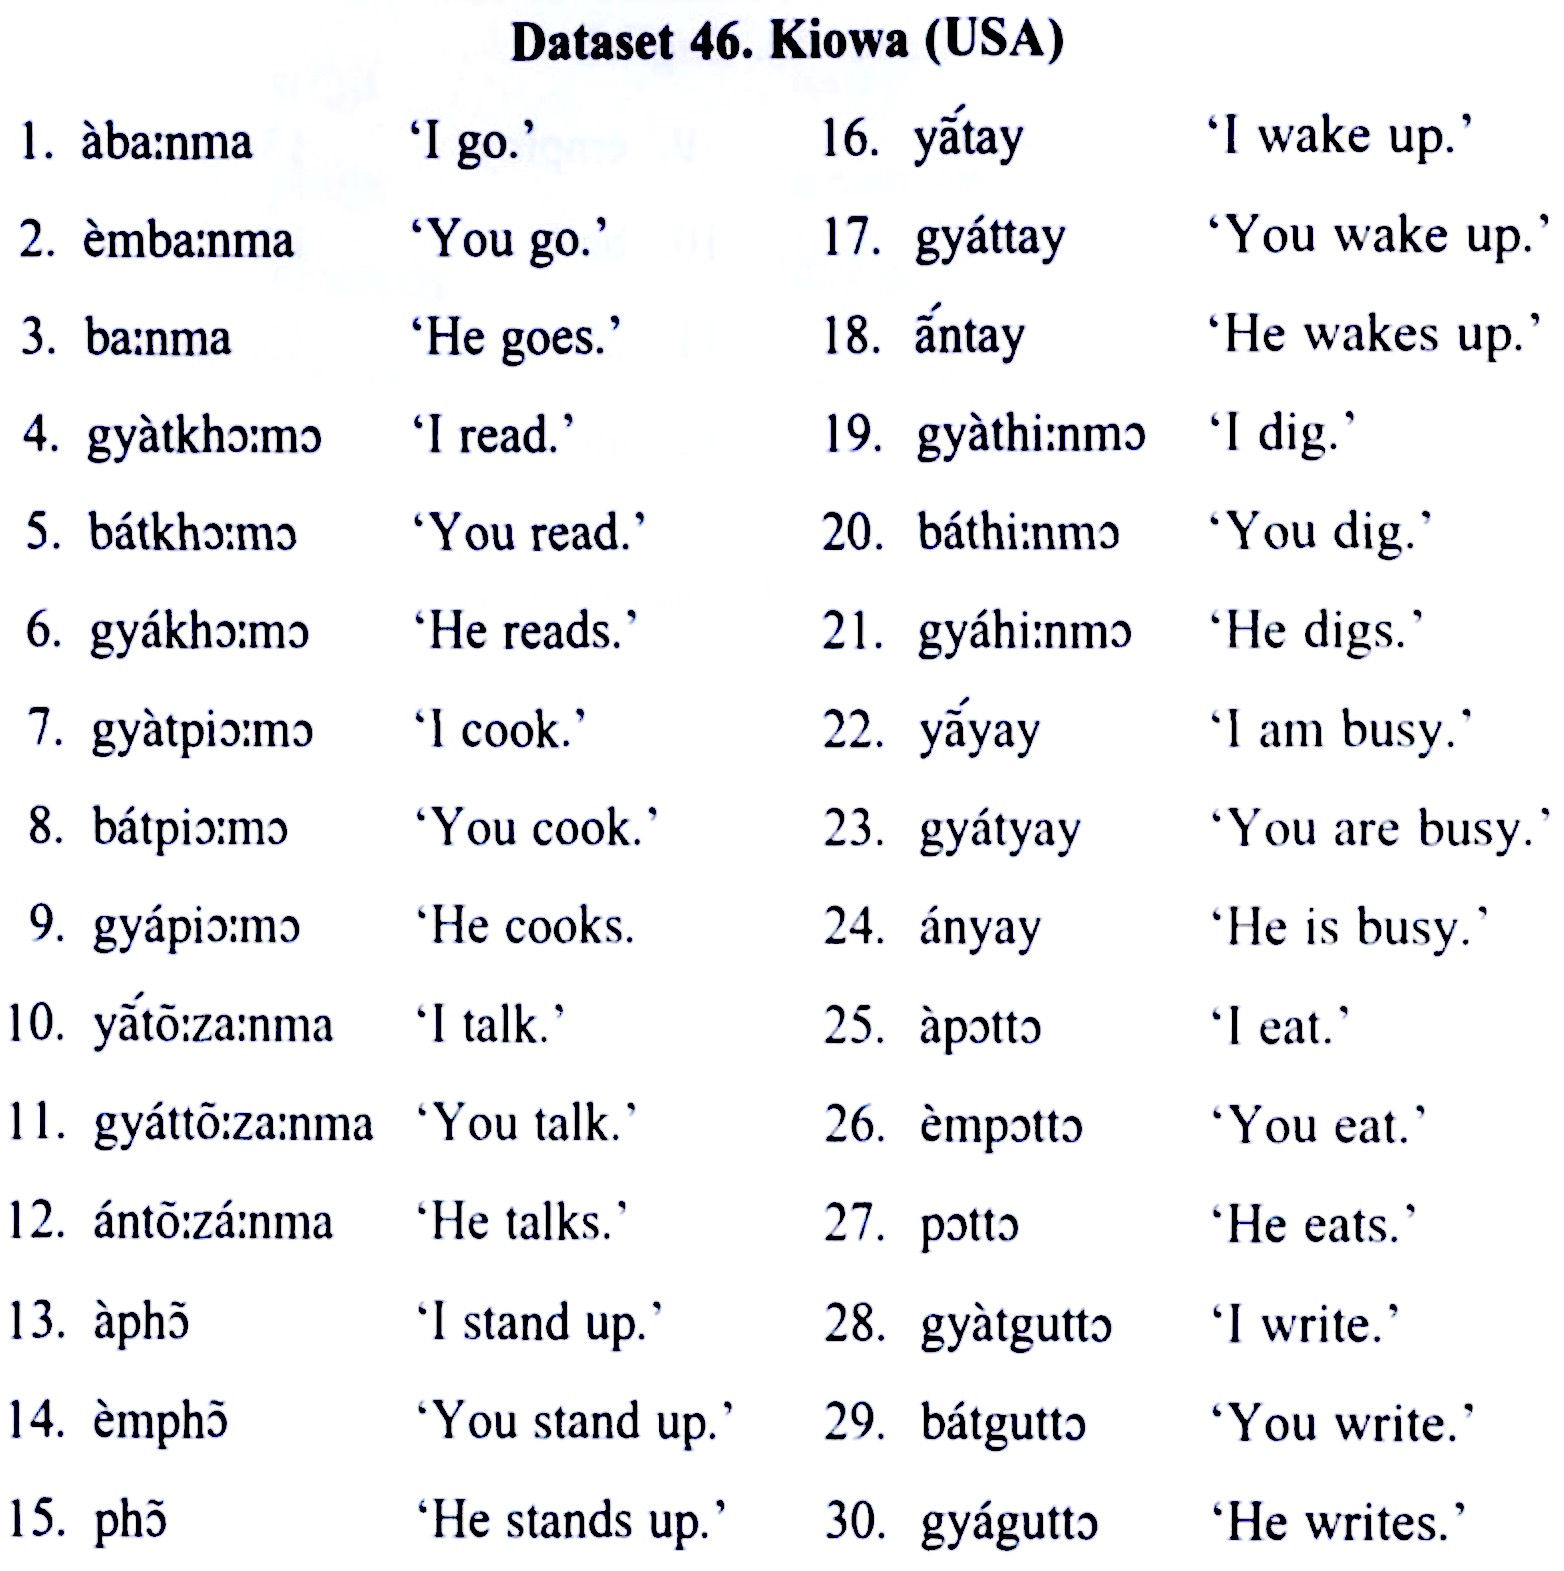 Dataset 46. Kiowa (USA)
1. àba:nma ‘I go.’
2. èmba:nma ‘You go.’
3. ba:nma ‘He goes.’
4. gyàtkhɔ:mɔ ‘I read.’
5. bátkhɔ:mɔ ‘You read.’
6. gyákhɔ:mɔ ‘He reads.’
7. gyàtpiɔ:mɔ ‘I cook.’
8. bátpiɔ:mɔ ‘You cook.’
9. gyápiɔ:mɔ ‘He cooks.
10. yã́tõ:za:nma ‘I talk.’
11. gyáttõ:za:nma ‘You talk.’
12. ántõ:zá:nma ‘He talks.’
13. àphɔ̃ ‘I stand up.’
14. èmphɔ̃ ‘You stand up.’
15. phɔ̃ ‘He stands up.’
16. yã́tay ‘I wake up.’
17. gyáttay ‘You wake up.’
18. ã́ntay ‘He wakes up.’
19. gyàthi:nmɔ ‘I dig.’
20. báthi:nmɔ ‘You dig.’
21. gyáhi:nmɔ ‘He digs.’
22. yã́yay ‘I am busy.’
23. gyátyay ‘You are busy.’
24. ányay ‘He is busy.’
25. àpɔttɔ ‘I eat.’
26. èmpɔttɔ ‘You eat.’
27. pɔttɔ ‘He eats.’
28. gyàtguttɔ ‘I write.’
29. bátguttɔ ‘You write.’
30. gyáguttɔ ‘He writes.’